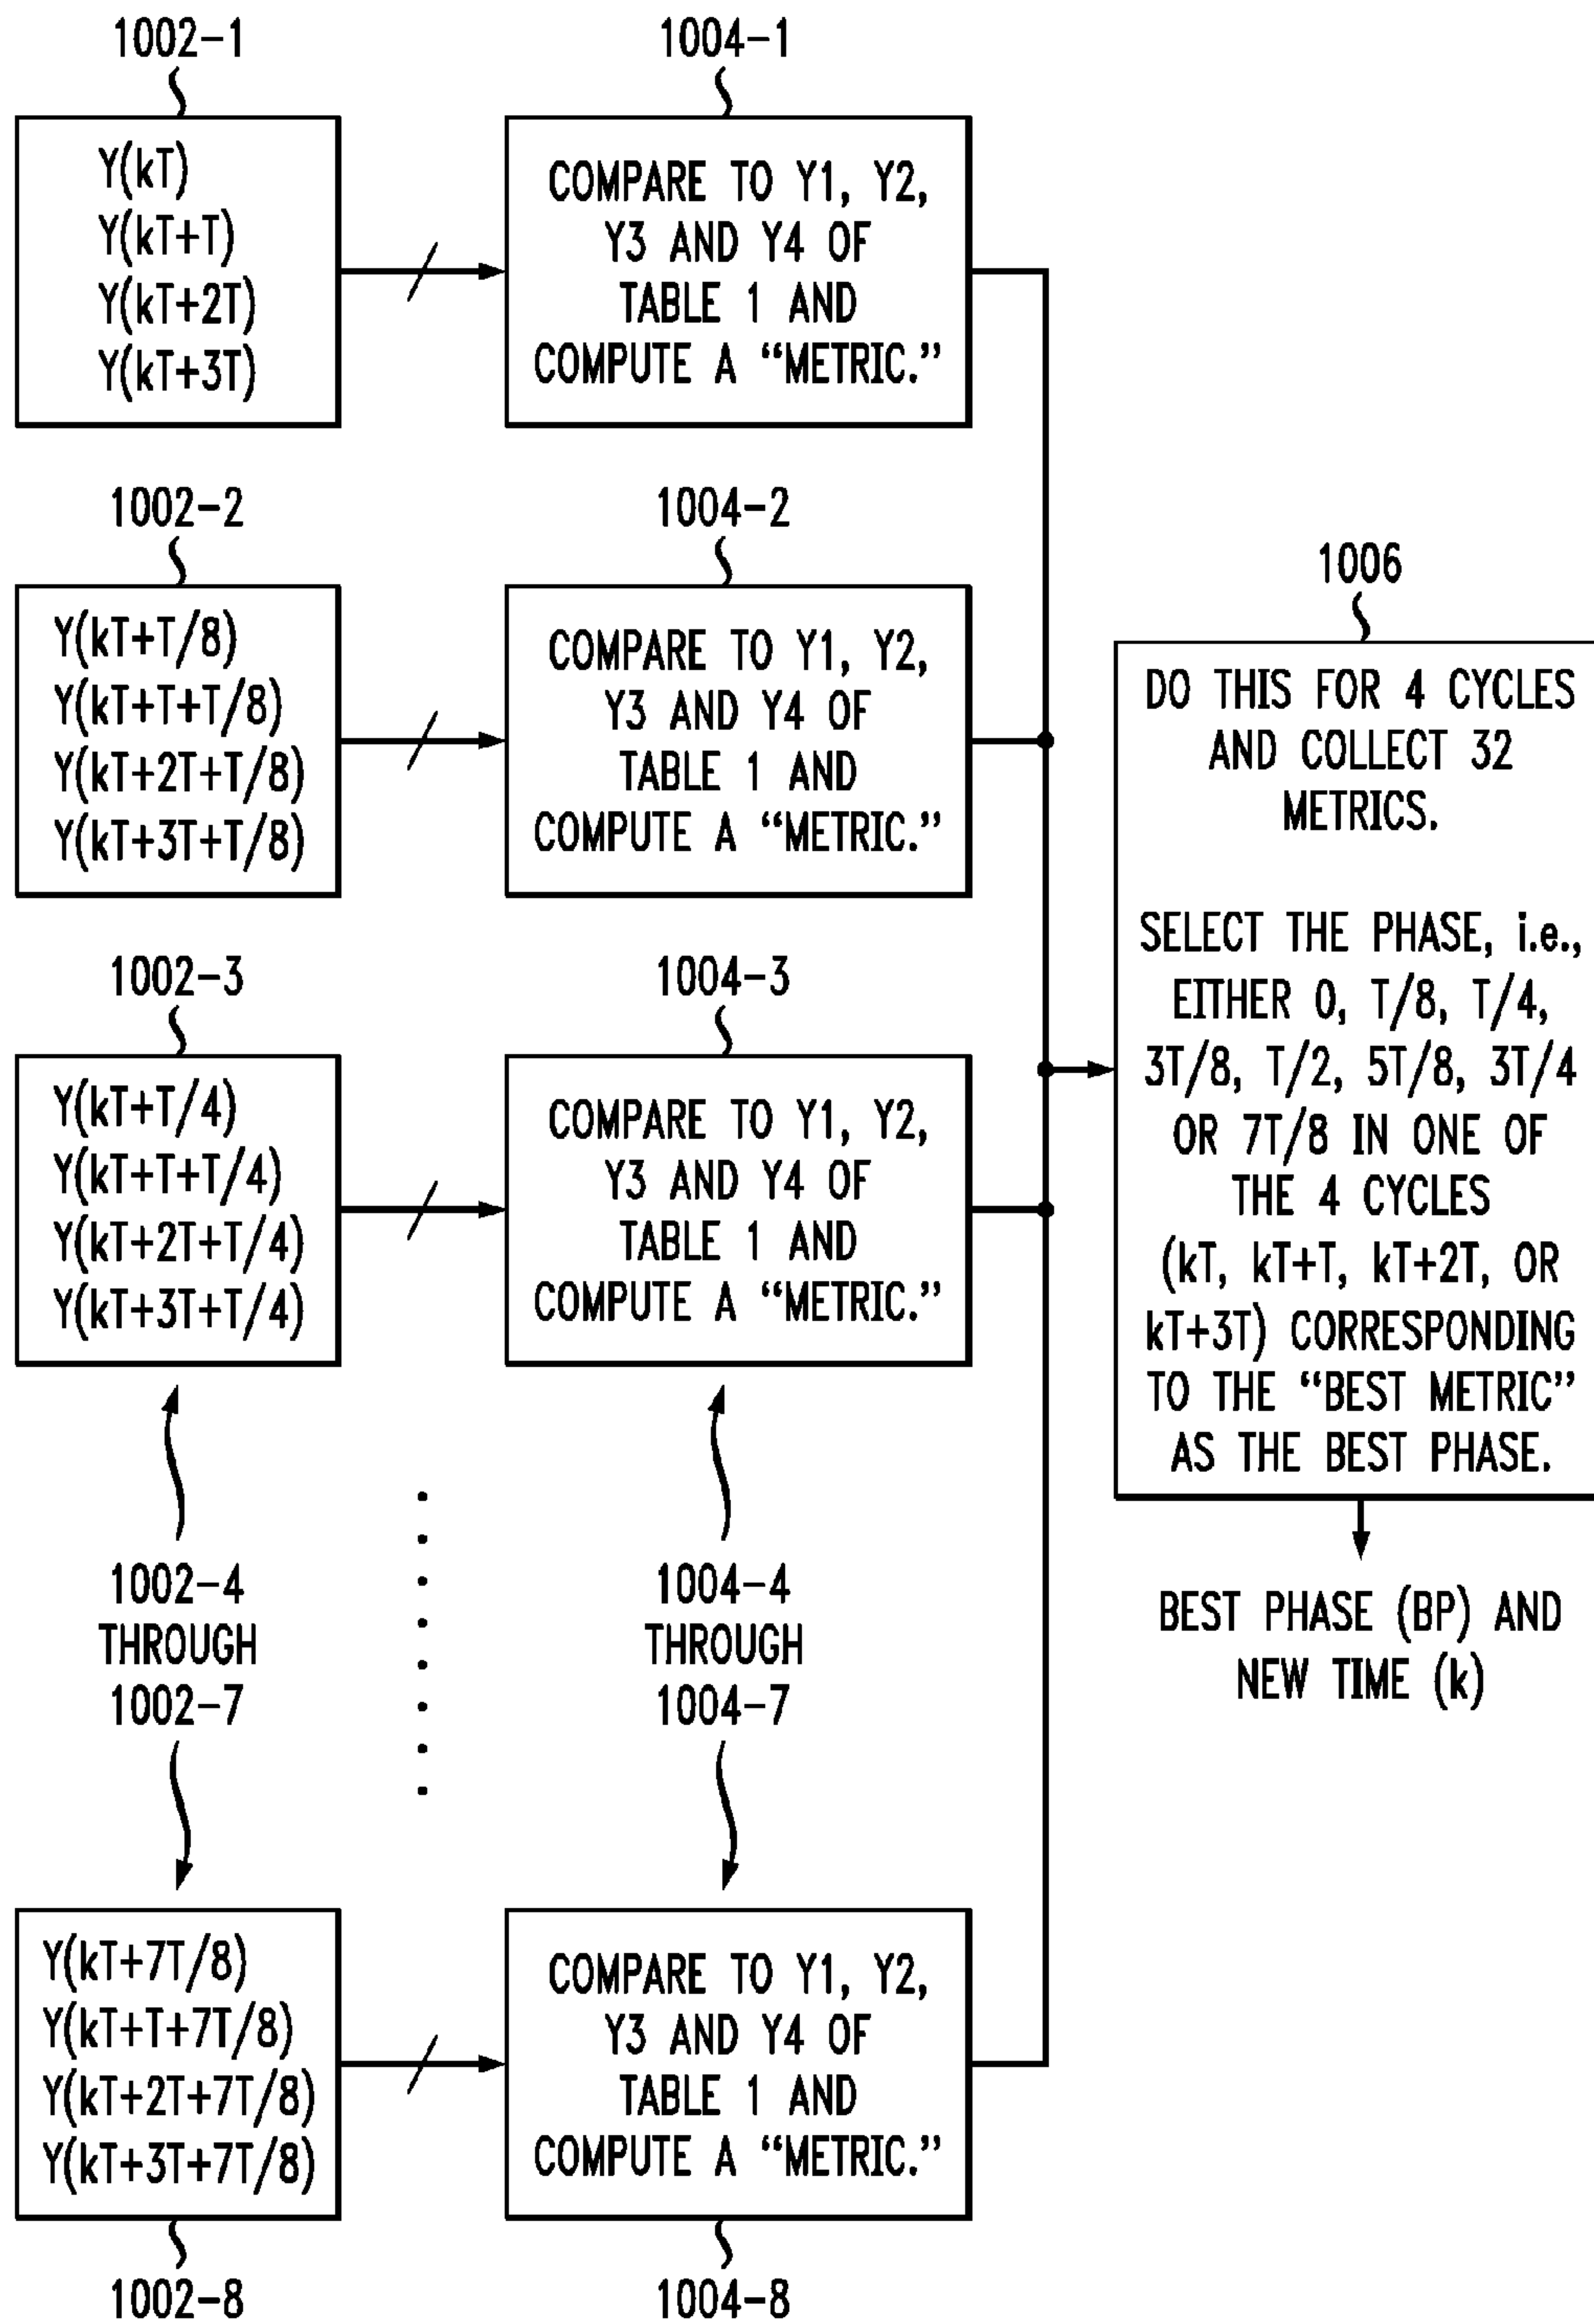 1002-1
Y(kT)
Y(kT+T)
Y(kT+2T)
Y(kT+3T)
1004-1
COMPARE TO Y1, Y2,
Y3 AND Y4 OF
TABLE 1 AND
COMPUTE A “METRIC.”
1002-2
Y(kT+T/8)
Y(kT+T+T/8)
Y(kT+2T+T/8)
Y(kT+3T+T/8)
1004-2
COMPARE TO Y1, Y2,
Y3 AND Y4 OF
TABLE 1 AND
COMPUTE A “METRIC.”
1002-3
Y(kT+T/4)
Y(kT+T+T/4)
Y(kT+2T+T/4)
Y(kT+3T+T/4)
1004-3
COMPARE TO Y1, Y2,
Y3 AND Y4 OF
TABLE 1 AND
COMPUTE A “METRIC.”
1002-4
THROUGH
1002-7
1004-4
THROUGH
1004-7
Y(kT+7T/8)
Y(kT+T+7T/8)
Y(kT+2T+7T/8)
Y(kT+3T+7T/8)
1002-8
COMPARE TO Y1, Y2,
Y3 AND Y4 OF
TABLE 1 AND
COMPUTE A “METRIC.”
1004-8
1006
DO THIS FOR 4 CYCLES
AND COLLECT 32
METRICS.
SELECT THE PHASE, i.e.,
EITHER 0, T/8, T/4,
3T/8, T/2, 5T/8, 3T/4
OR 7T/8 IN ONE OF
THE 4 CYCLES
(kT, kT+T, kT+2T, OR
kT+3T) CORRESPONDING
TO THE “BEST METRIC”
AS THE BEST PHASE.
BEST PHASE (BP) AND
NEW TIME (k)